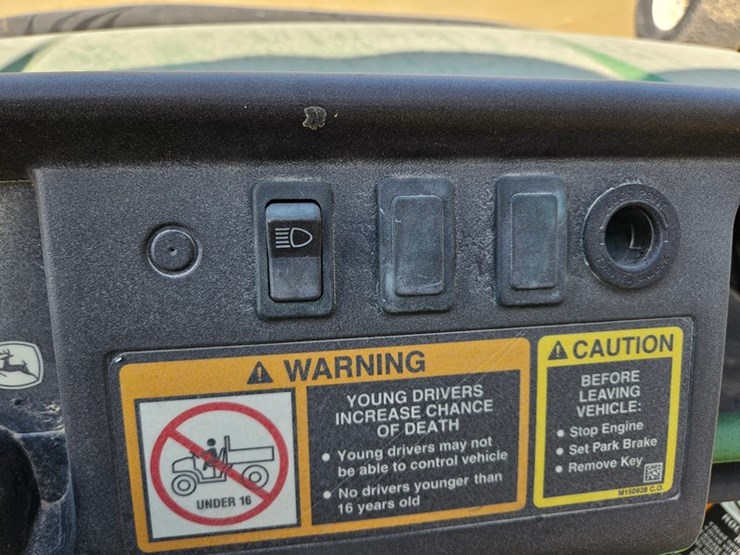 WARNING
YOUNG DRIVERS
INCREASE CHANCE
OF DEATH
• Young drivers may not
be able to control vehicle
• No drivers younger than
16 years old
UNDER 16
CAUTION
BEFORE
LEAVING
VEHICLE:
• Stop Engine
• Set Park Brake
• Remove Key